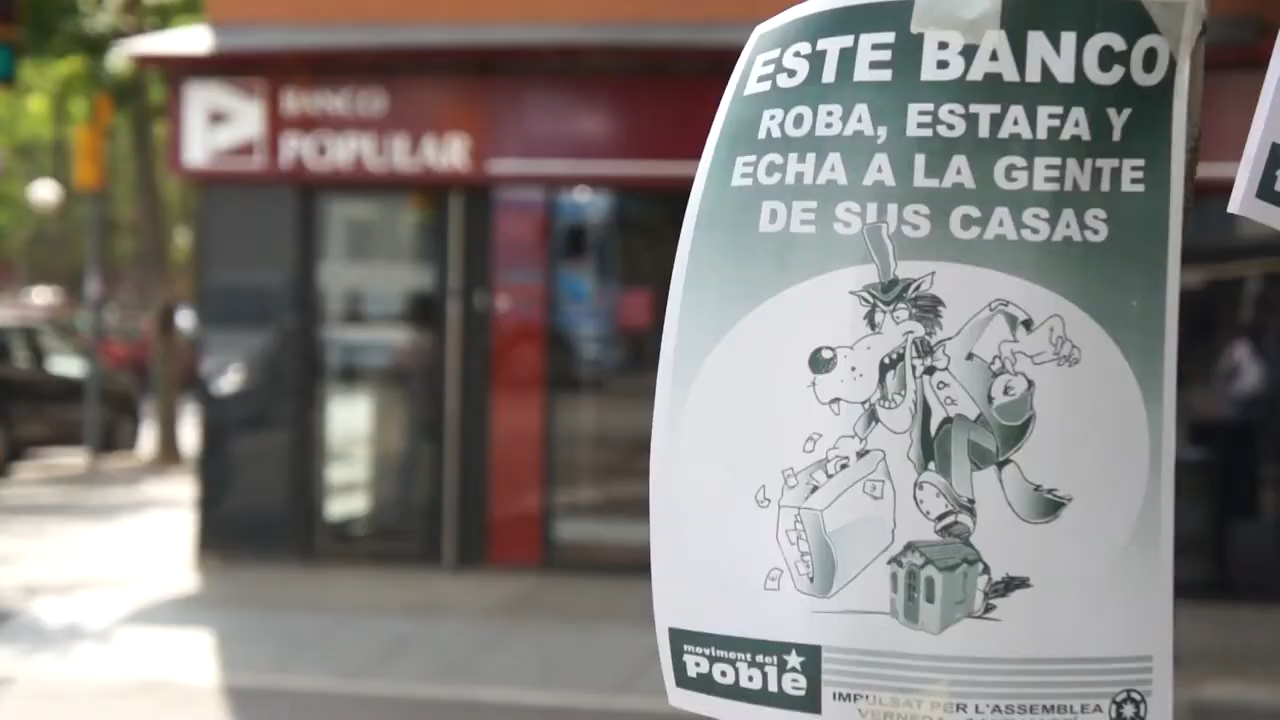 BANCO
POPULAR
ESTE BANCO
ROBA, ESTAFA Y
ECHA A LA GENTE
DE SUS CASAS
moviment del
Poble
IMPULSAT PER L'ASSEMBLEA